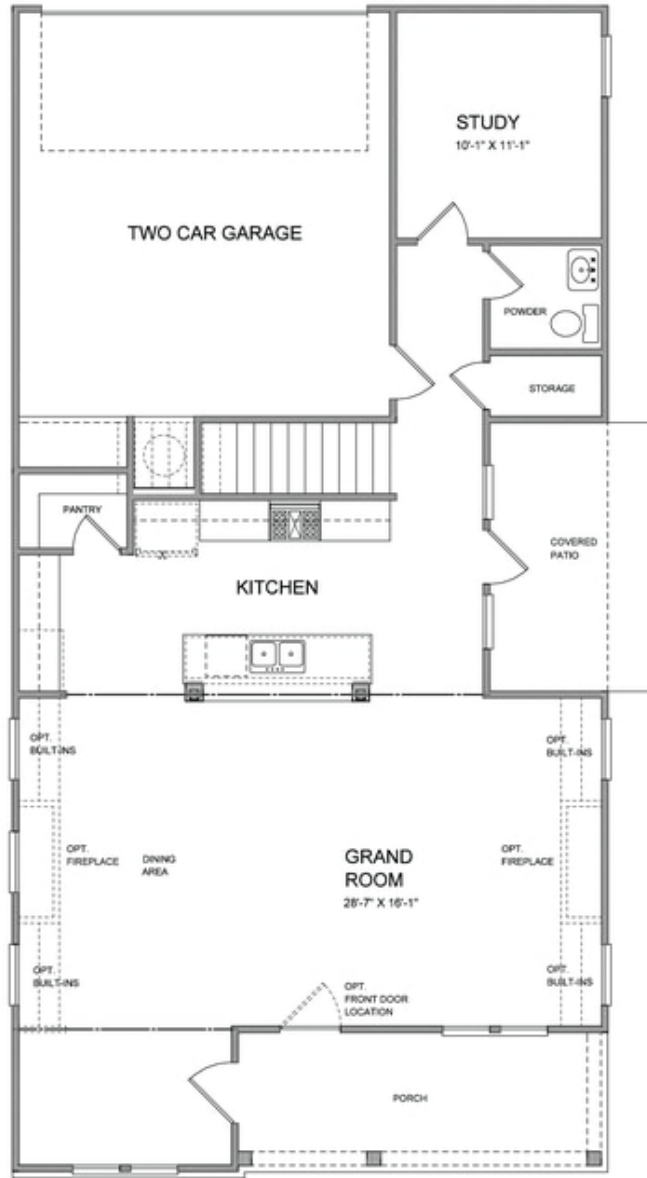 STUDY
10'-1" X 11'-1"
TWO CAR GARAGE
POWDER
STORAGE
PANTRY
COVERED
PATIO
KITCHEN
OPT.
BUILT-INS
OPT.
BUILT-INS
OPT.
FIREPLACE
DINING
AREA
GRAND
ROOM
28'-7" X 16'-1"
OPT.
FIREPLACE
OPT.
BUILT-INS
OPT.
FRONT DOOR
LOCATION
OPT.
BUILT-INS
PORCH